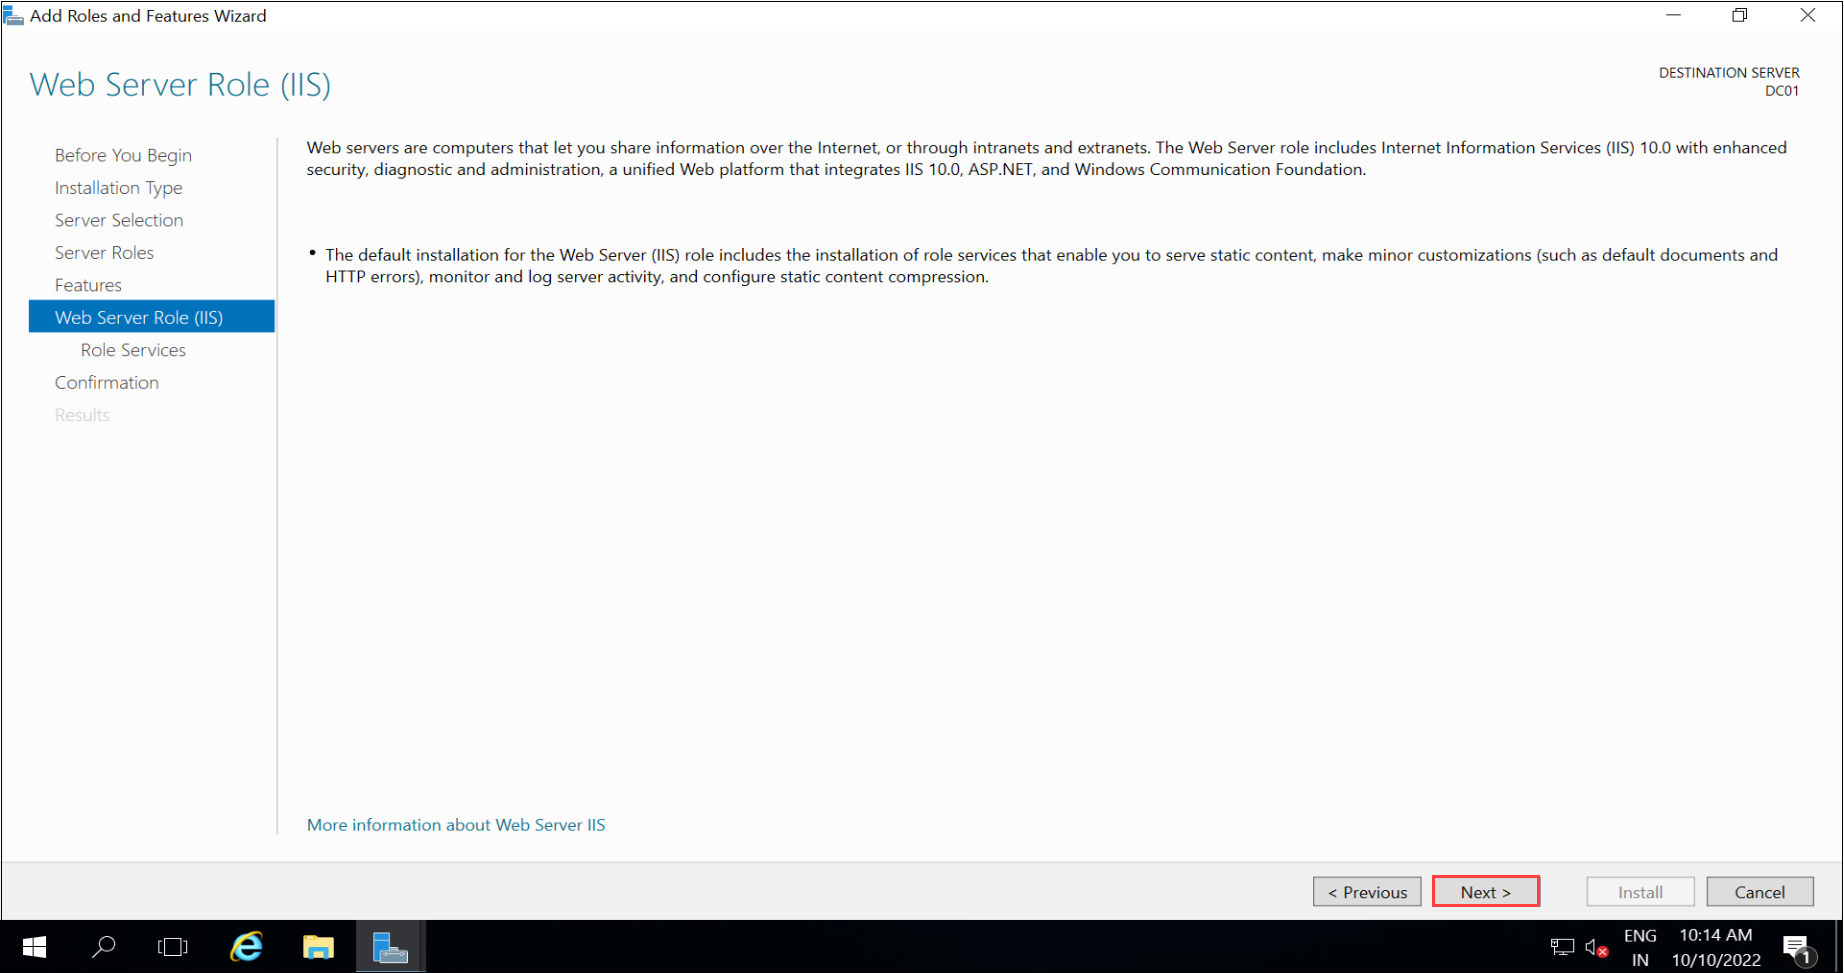 Add Roles and Features Wizard
Web Server Role (IIS)
DESTINATION SERVER
DC01
Before You Begin
Installation Type
Server Selection
Server Roles
Features
Web Server Role (IIS)
Role Services
Confirmation
Results
Web servers are computers that let you share information over the Internet, or through intranets and extranets. The Web Server role includes Internet Information Services (IIS) 10.0 with enhanced
security, diagnostic and administration, a unified Web platform that integrates IIS 10.0, ASP.NET, and Windows Communication Foundation.
• The default installation for the Web Server (IIS) role includes the installation of role services that enable you to serve static content, make minor customizations (such as default documents and
HTTP errors), monitor and log server activity, and configure static content compression.
More information about Web Server IIS
< Previous
Next >
Install
Cancel
ENG
IN
10:14 AM
10/10/2022
1